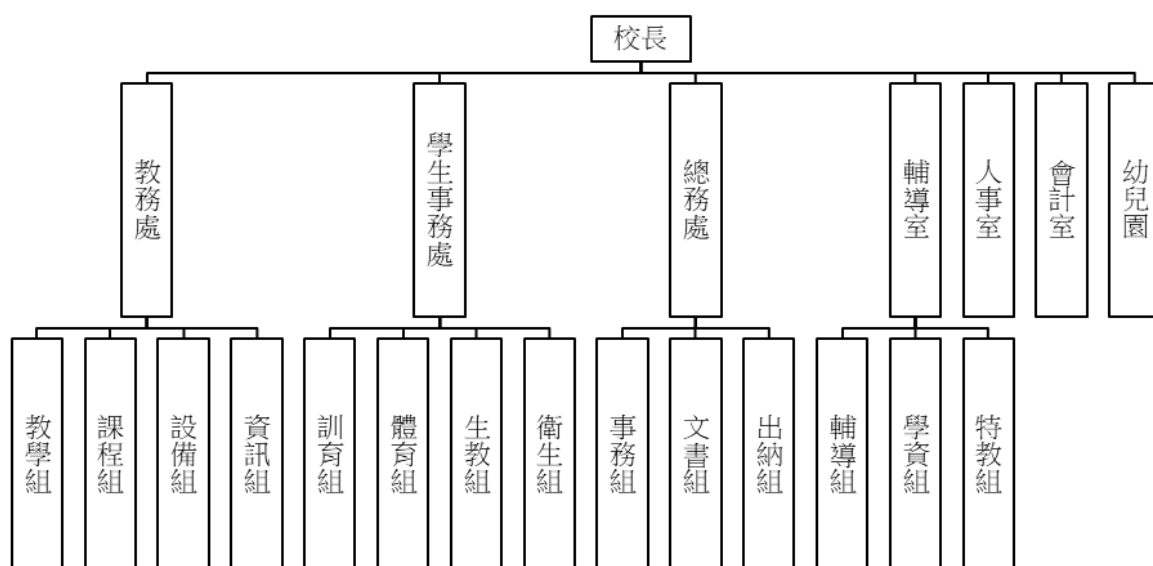 校長
教務處
學生事務處
總務處
輔導室
人事室
會計室
幼兒園
教學組
課程組
設備組
資訊組
訓育組
體育組
生教組
衛生組
事務組
文書組
出納組
輔導組
學資組
特教組